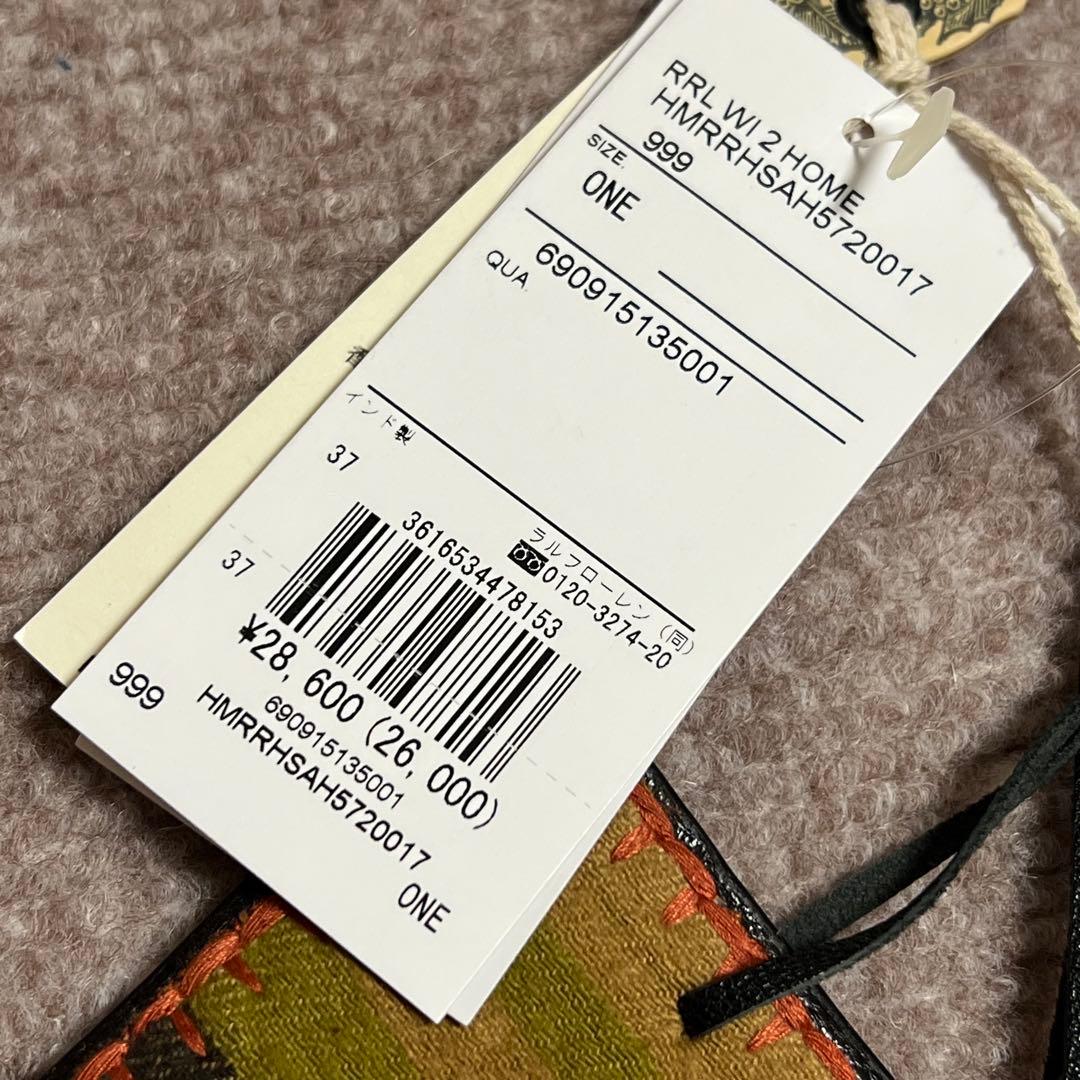 RRL WI 2 HOME
HMRRHSAH5720017
999
SIZE.
ONE
QUA.
690915135001
インド製
37
ラルフローレン (同)
0120-3274-20
3616534478153
37
¥28,600 (26,000)
690915135001
999
HMRRHSAH5720017
ONE
香